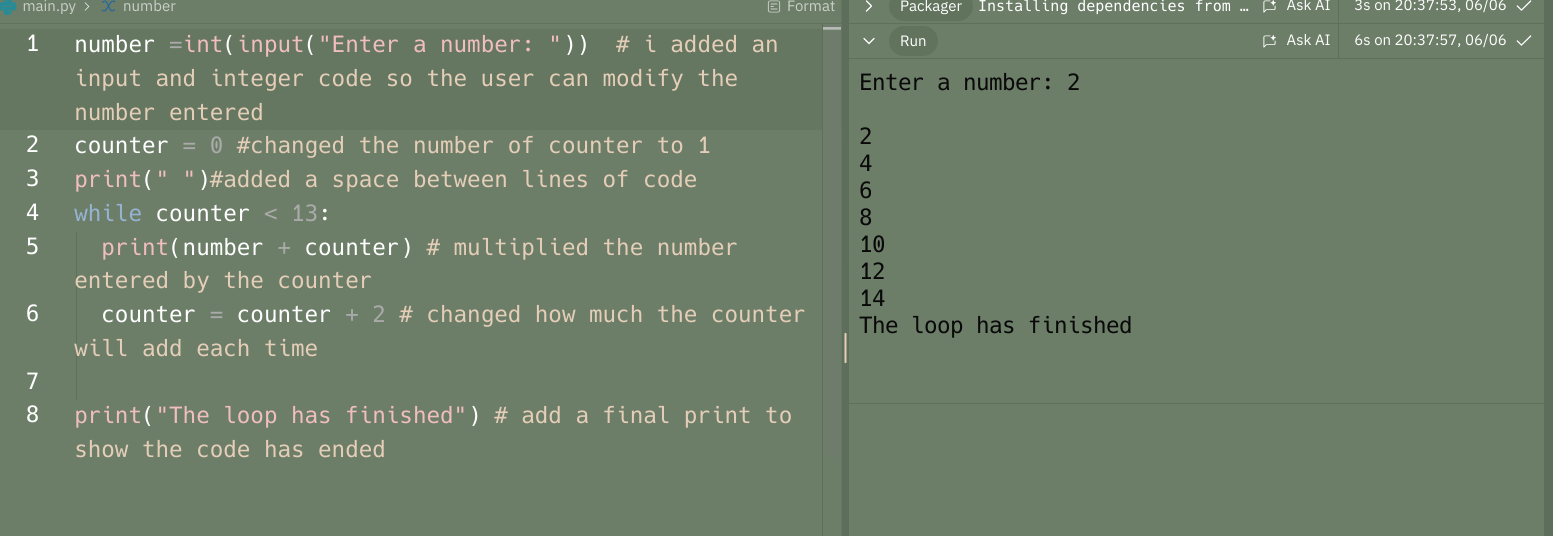 main.py > number
Format
1 number =int(input("Enter a number: "))  # i added an
input and integer code so the user can modify the
number entered
2 counter = 0 #changed the number of counter to 1
3 print(" ")#added a space between lines of code
4 while counter < 13:
5   print(number + counter) # multiplied the number
entered by the counter
6   counter = counter + 2 # changed how much the counter
will add each time
7
8 print("The loop has finished") # add a final print to
show the code has ended
Packager Installing dependencies from … Ask AI 3s on 20:37:53, 06/06
Run Ask AI 6s on 20:37:57, 06/06
Enter a number: 2
2
4
6
8
10
12
14
The loop has finished